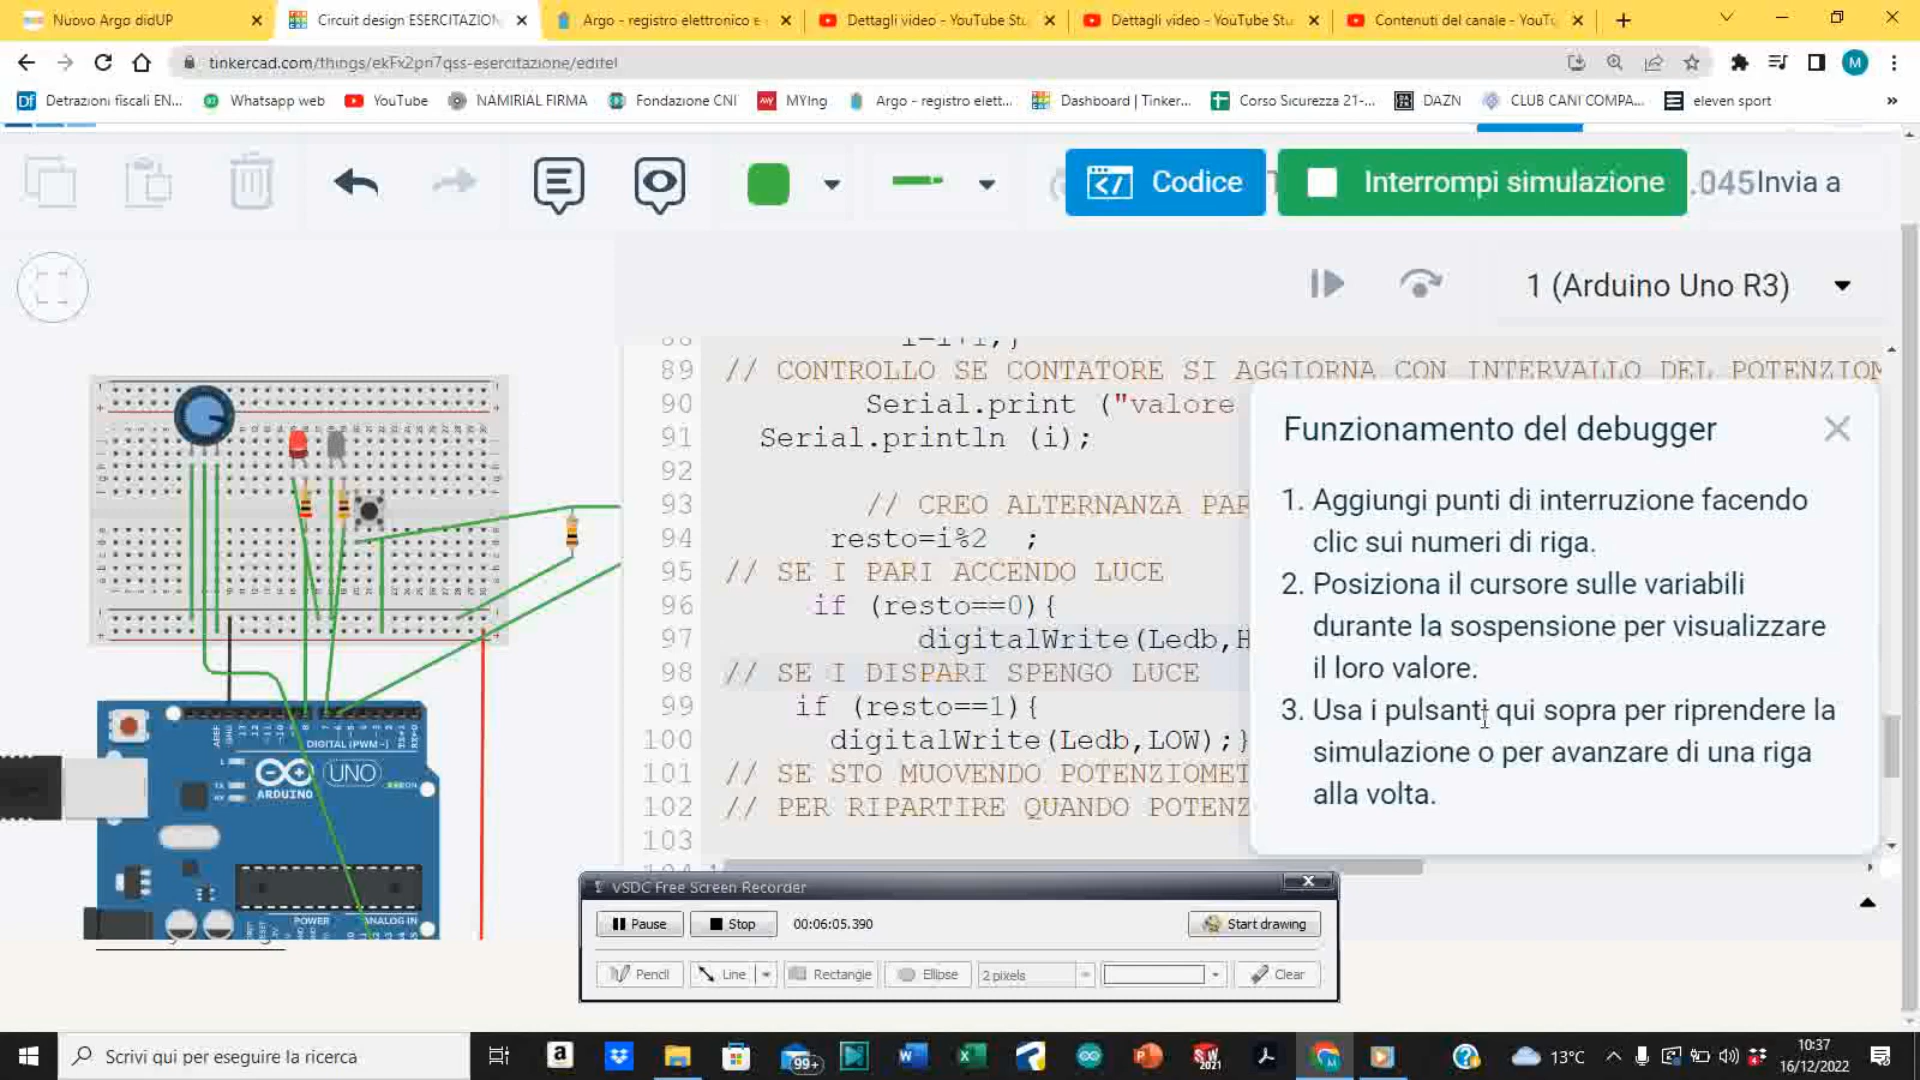 Nuovo Argo didUP
Circuit design ESERCITAZION
Argo - registro elettronico e
Dettagli video - YouTube Stu
Dettagli video - YouTube Stu
Contenuti del canale - YouTu
tinkercad.com/things/ekFx2pn7qss-esercitazione/editel
M
Detrazioni fiscali EN...
Whatsapp web
YouTube
NAMIRIAL FIRMA
Fondazione CNI
MYIng
Argo - registro elett...
Dashboard | Tinker...
Corso Sicurezza 21-...
DAZN
CLUB CANI COMPA...
eleven sport
Codice
Interrompi simulazione
.045
Invia a
1 (Arduino Uno R3)
88 i=i+1;}
89 // CONTROLLO SE CONTATORE SI AGGIORNA CON INTERVALLO DEL POTENZIOM
90 Serial.print ("valore
91 Serial.println (i);
92
93 // CREO ALTERNANZA PAR
94 resto=i%2 ;
95 // SE I PARI ACCENDO LUCE
96 if (resto==0){
97 digitalWrite(Ledb,H
98 // SE I DISPARI SPENGO LUCE
99 if (resto==1){
100 digitalWrite(Ledb,LOW);}
101 // SE STO MUOVENDO POTENZIOMET
102 // PER RIPARTIRE QUANDO POTENZ
103
Funzionamento del debugger
1. Aggiungi punti di interruzione facendo
clic sui numeri di riga.
2. Posiziona il cursore sulle variabili
durante la sospensione per visualizzare
il loro valore.
3. Usa i pulsanti qui sopra per riprendere la
simulazione o per avanzare di una riga
alla volta.
DIGITAL (PWM~)
UNO
ARDUINO
POWER
ANALOG IN
VSDC Free Screen Recorder
Pause
Stop
00:06:05.390
Start drawing
Pencil
Line
Rectangle
Ellipse
2 pixels
Clear
Scrivi qui per eseguire la ricerca
99+
13°C
10:37
16/12/2022